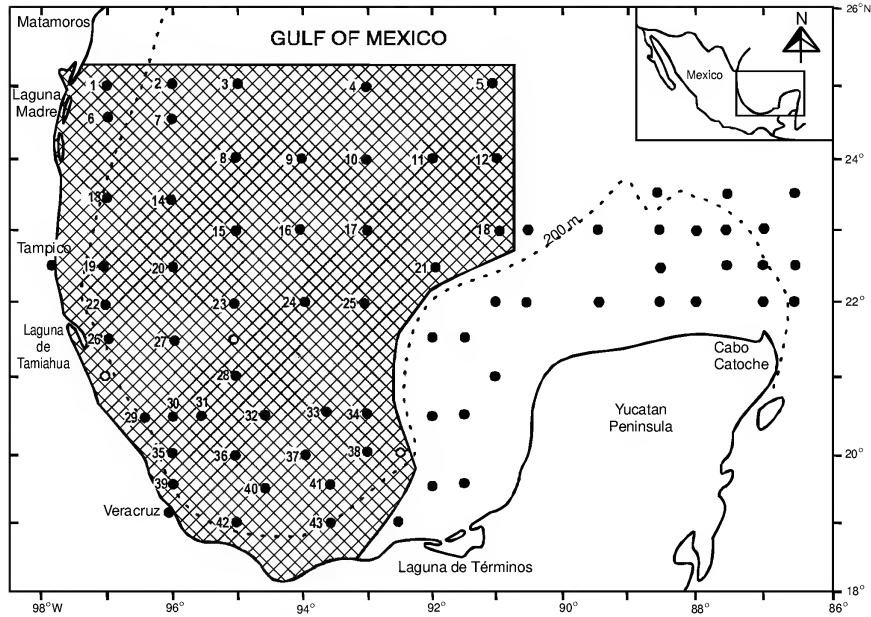 Matamoros
26°N
GULF OF MEXICO
N
Mexico
1
2
3
4
5
Laguna
Madre
6
7
8
9
10
11
12
24°
18
14
15
16
17
18
200 m
Tampico
19
20
21
22
23
24
25
22°
Laguna
de
Tamiahua
26
27
28
Cabo
Catoche
29
30
31
32
33
34
Yucatan
Peninsula
35
36
37
38
20°
39
40
41
Veracruz
42
43
Laguna de Términos
18°
98°W
96°
94°
92°
90°
88°
86°